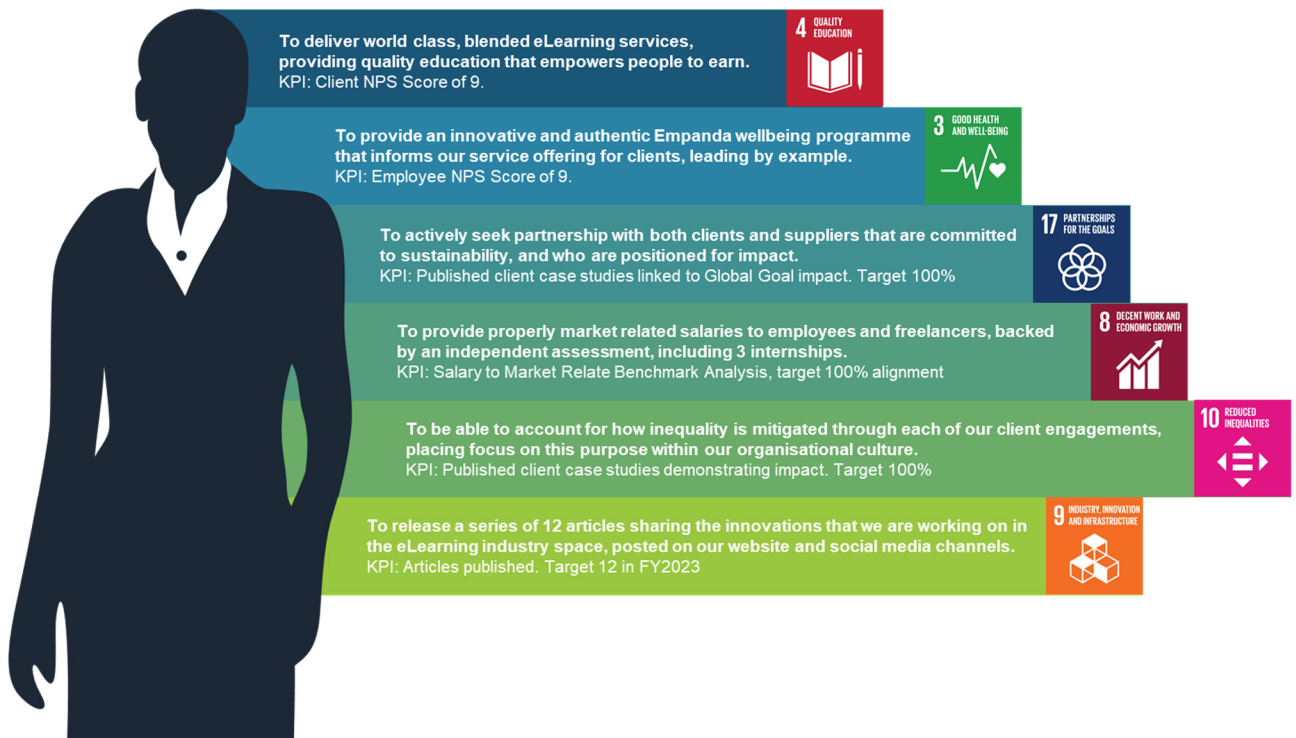 To deliver world class, blended eLearning services,
providing quality education that empowers people to earn.
KPI: Client NPS Score of 9.
4 QUALITY
EDUCATION
To provide an innovative and authentic Empanda wellbeing programme
that informs our service offering for clients, leading by example.
KPI: Employee NPS Score of 9.
3 GOOD HEALTH
AND WELL-BEING
To actively seek partnership with both clients and suppliers that are committed
to sustainability, and who are positioned for impact.
KPI: Published client case studies linked to Global Goal impact. Target 100%
17 PARTNERSHIPS
FOR THE GOALS
To provide properly market related salaries to employees and freelancers, backed
by an independent assessment, including 3 internships.
KPI: Salary to Market Relate Benchmark Analysis, target 100% alignment
8 DECENT WORK AND
ECONOMIC GROWTH
To be able to account for how inequality is mitigated through each of our client engagements,
placing focus on this purpose within our organisational culture.
KPI: Published client case studies demonstrating impact. Target 100%
10 REDUCED
INEQUALITIES
To release a series of 12 articles sharing the innovations that we are working on in
the eLearning industry space, posted on our website and social media channels.
KPI: Articles published. Target 12 in FY2023
9 INDUSTRY, INNOVATION
AND INFRASTRUCTURE